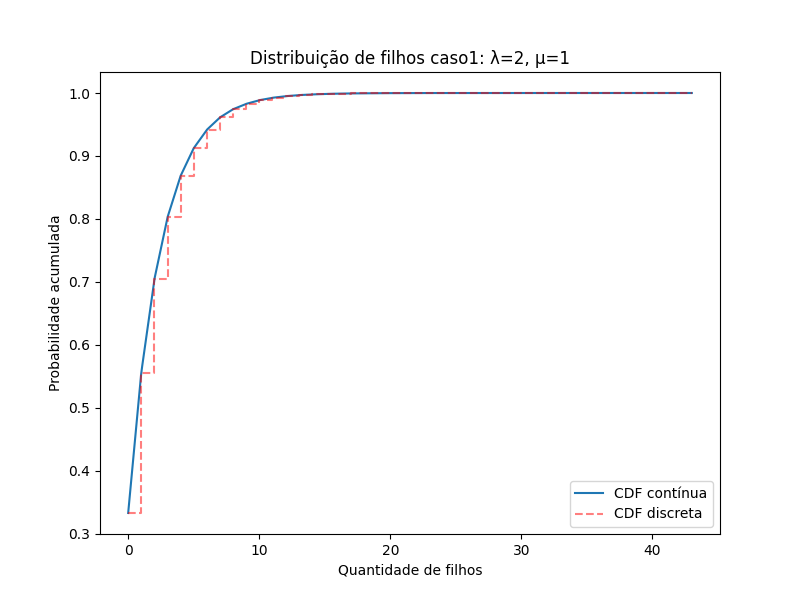 Distribuição de filhos caso1: λ=2, μ=1
Probabilidade acumulada
1.0
0.9
0.8
0.7
0.6
0.5
0.4
0.3
0
10
20
30
40
Quantidade de filhos
CDF contínua
CDF discreta